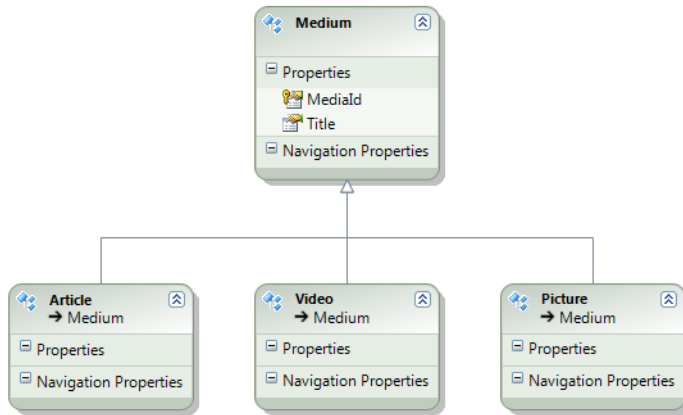 Medium
Properties
MediaId
Title
Navigation Properties
Article
→ Medium
Properties
Navigation Properties
Video
→ Medium
Properties
Navigation Properties
Picture
→ Medium
Properties
Navigation Properties